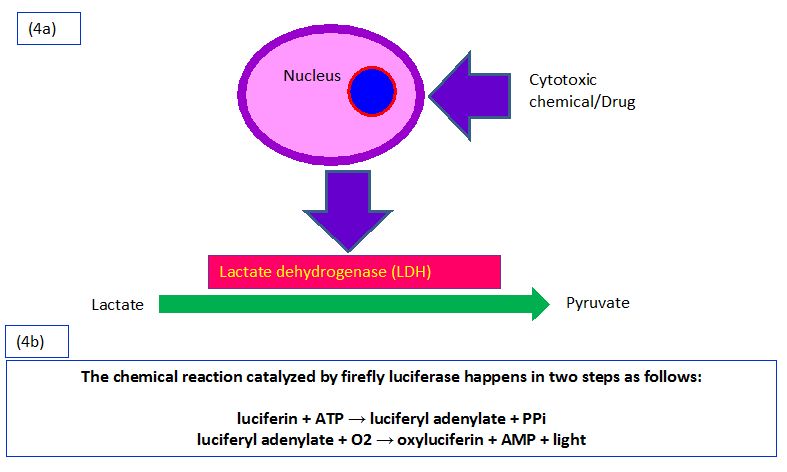 (4a)
Nucleus
Cytotoxic
chemical/Drug
Lactate dehydrogenase (LDH)
Lactate
Pyruvate
(4b)
The chemical reaction catalyzed by firefly luciferase happens in two steps as follows:
luciferin + ATP → luciferyl adenylate + PPi
luciferyl adenylate + O2 → oxyluciferin + AMP + light